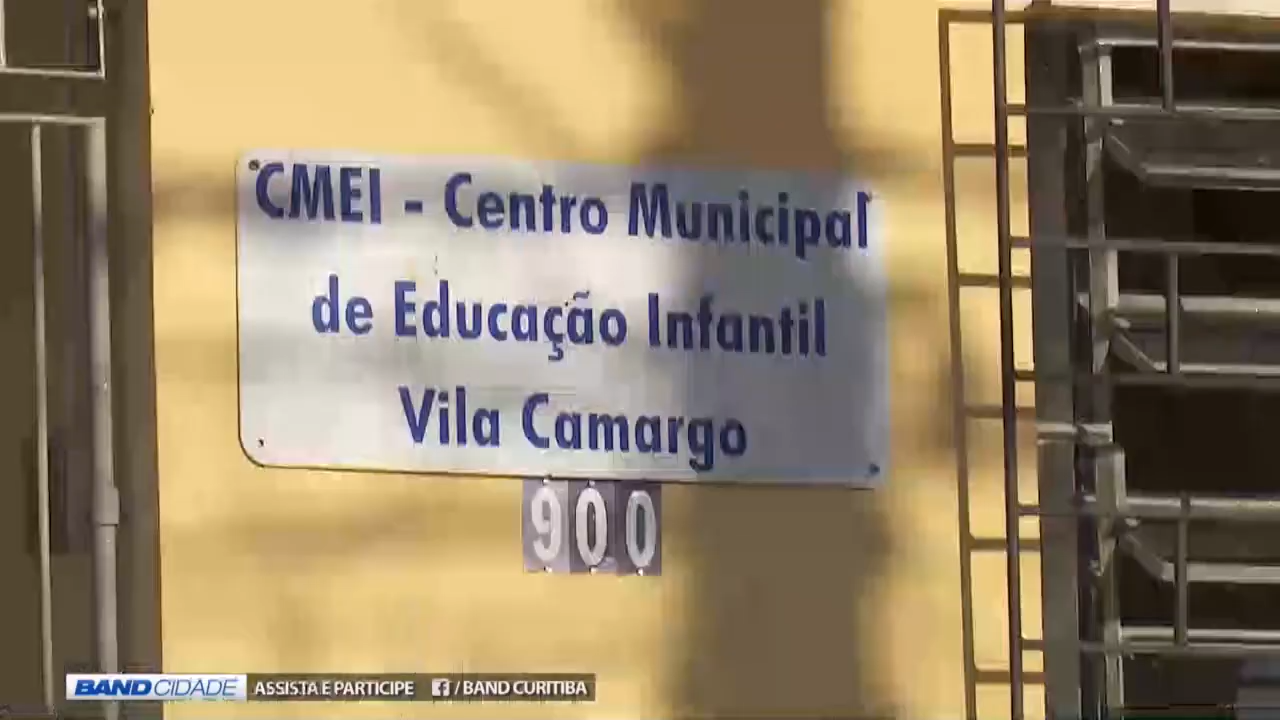 CMEI - Centro Municipal
de Educação Infantil
Vila Camargo
900
BAND CIDADE ASSISTA E PARTICIPE f / BAND CURITIBA